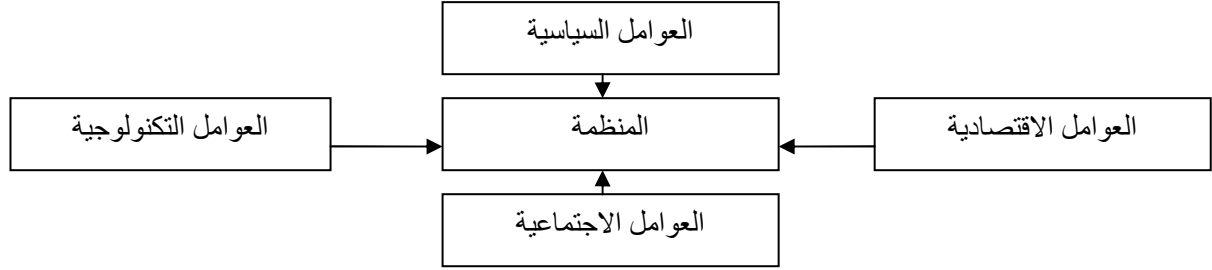 العوامل السياسية
العوامل الاقتصادية
المنظمة
العوامل التكنولوجية
العوامل الاجتماعية